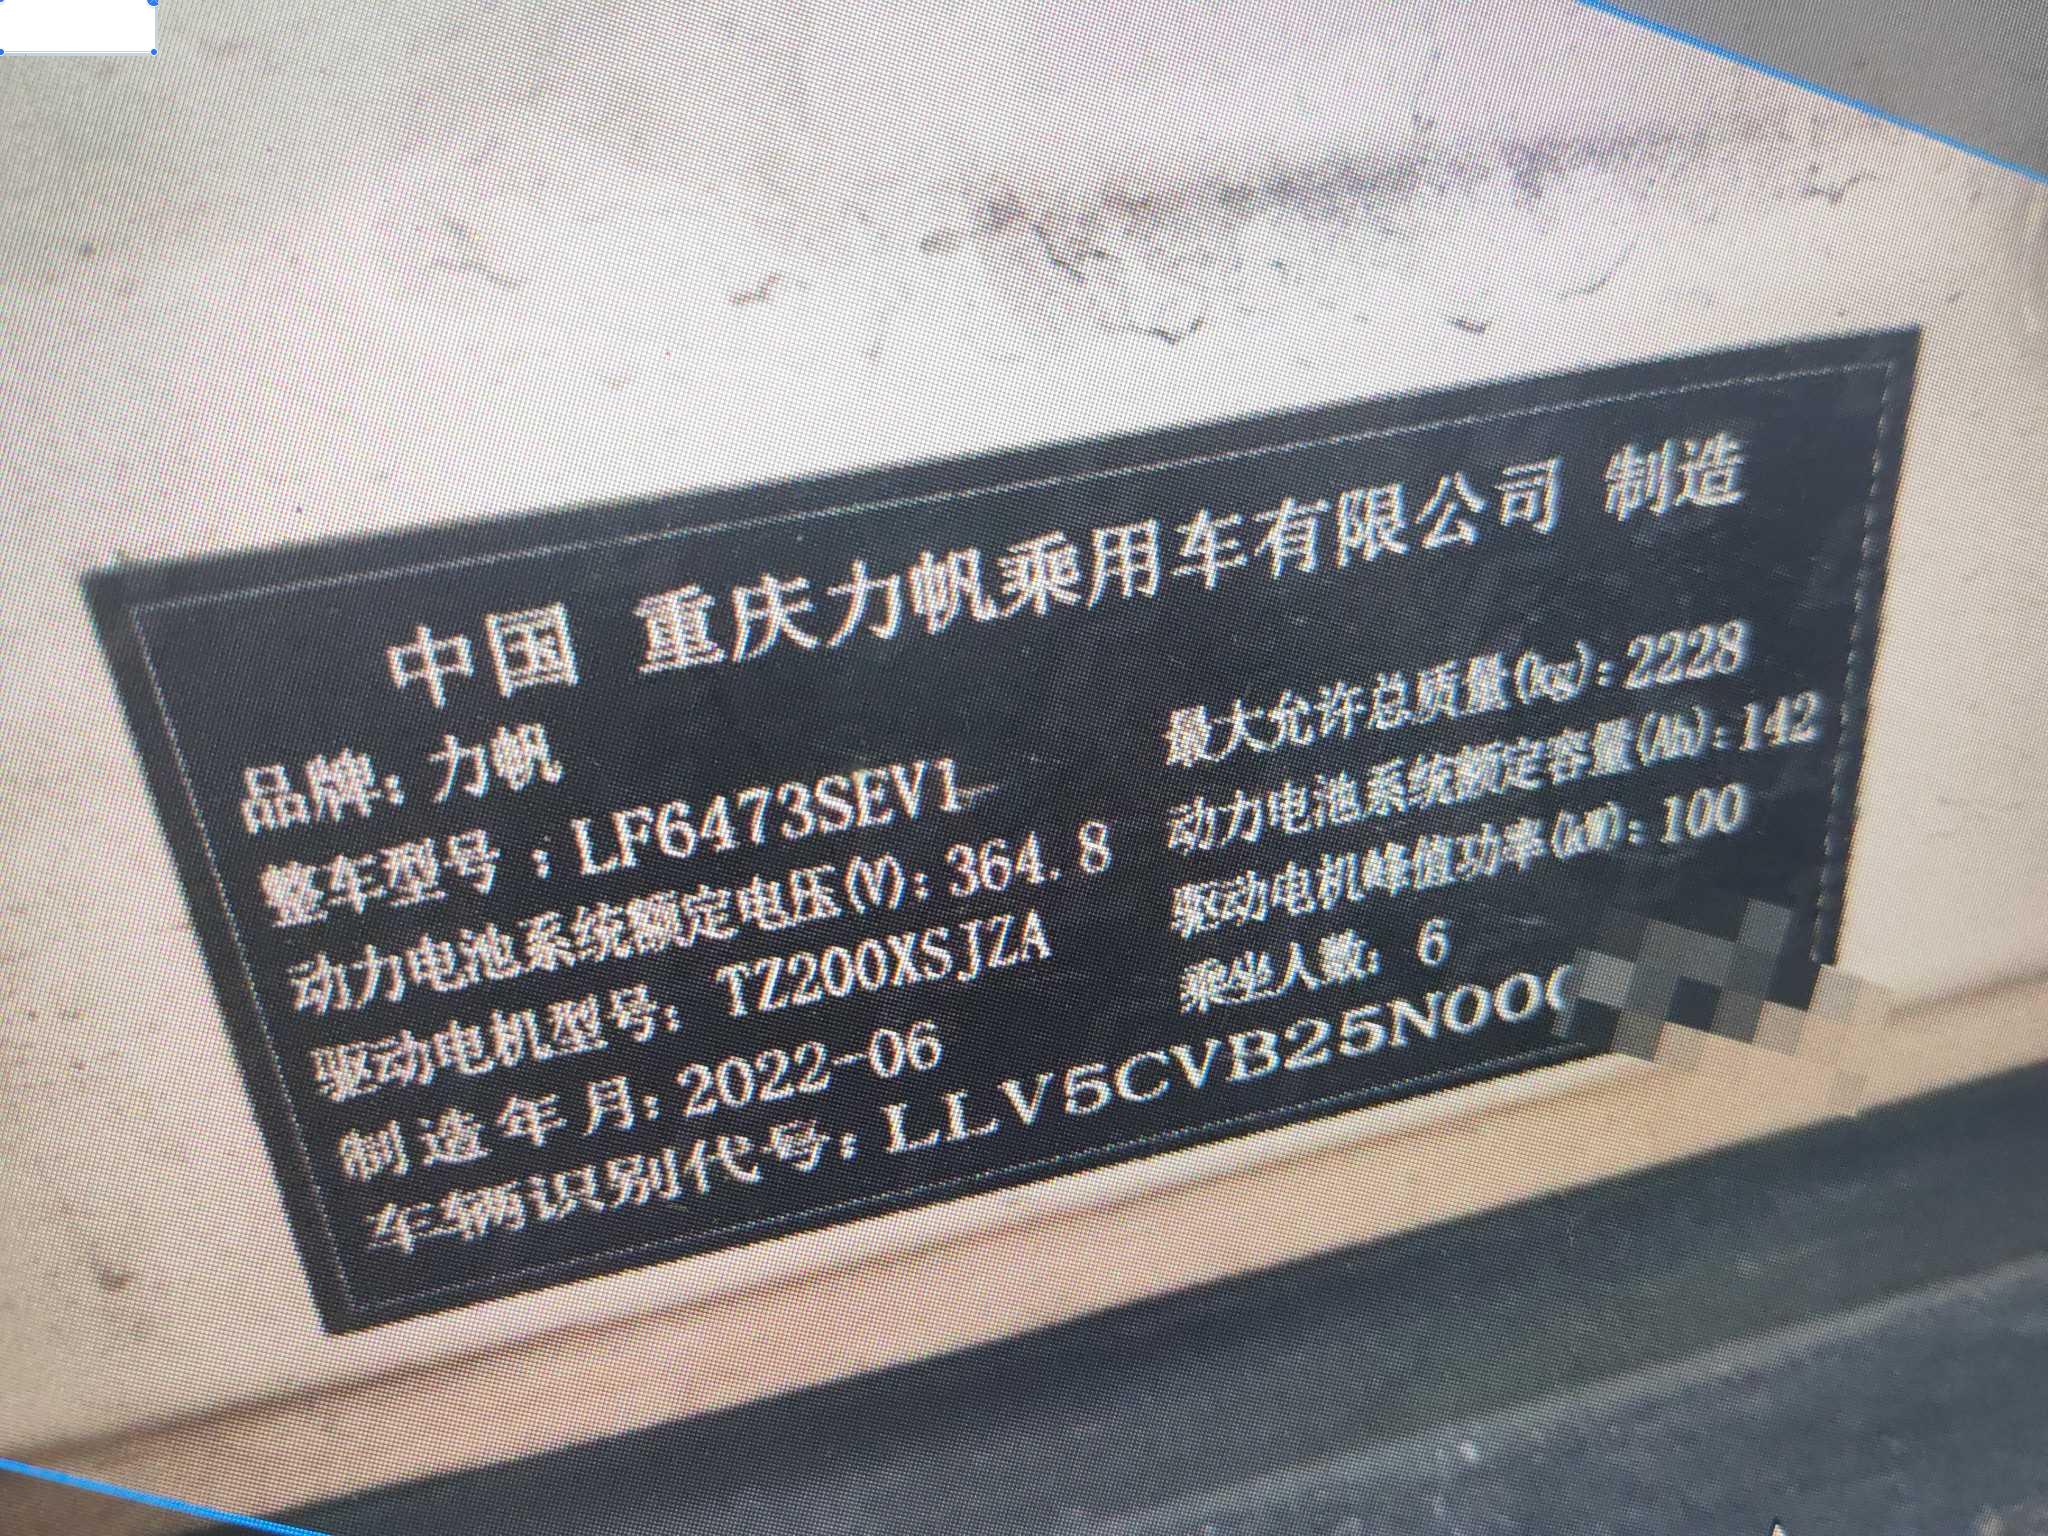 中国 重庆力帆乘用车有限公司 制造
品牌：力帆
最大允许总质量(kg)：2228
整车型号：LF6473SEV1
动力电池系统额定容量(Ah)：142
动力电池系统额定电压(V)：364.8
驱动电机峰值功率(kW)：100
驱动电机型号：TZ200XSJZA
乘坐人数：6
制造年月：2022-06
车辆识别代号：LLV5CVB25N000